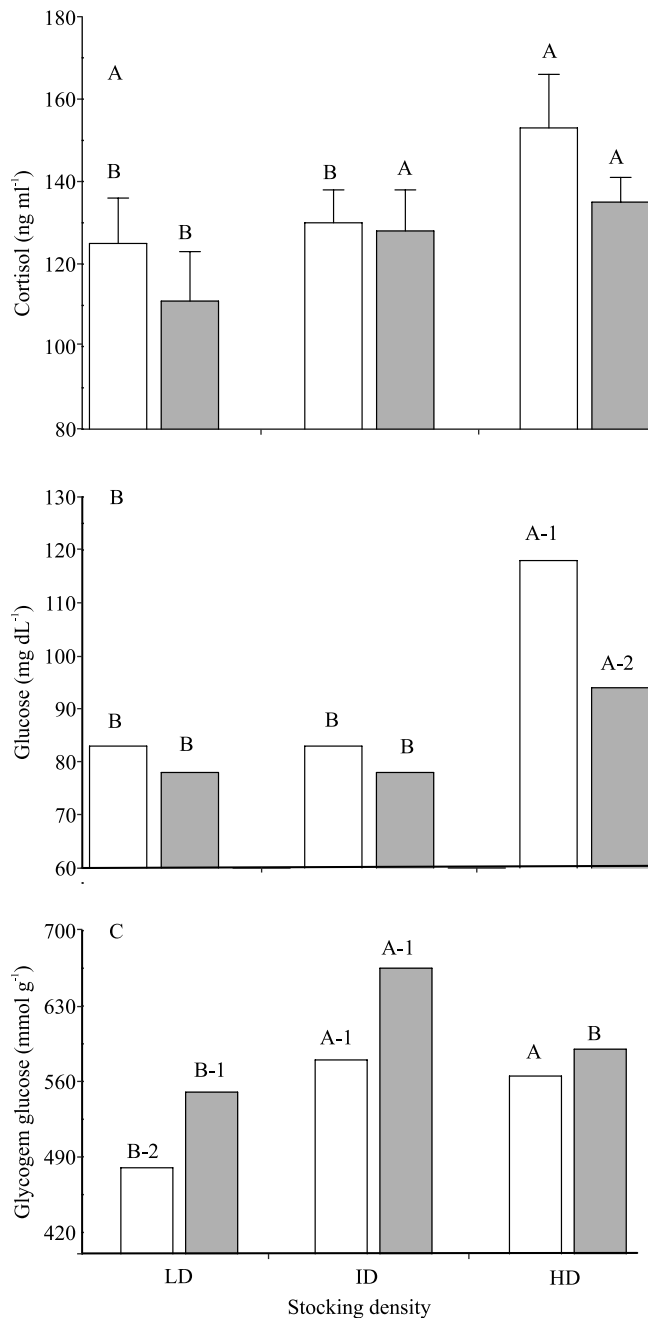 180
160
140
120
100
80
Cortisol (ng ml⁻¹)
A
B
B
B
A
A
A
130
120
110
100
90
80
70
60
Glucose (mg dL⁻¹)
B
B
B
B
B
A-1
A-2
700
630
560
490
420
Glycogem glucose (mmol g⁻¹)
C
B-2
B-1
A-1
A-1
A
B
LD ID HD
Stocking density